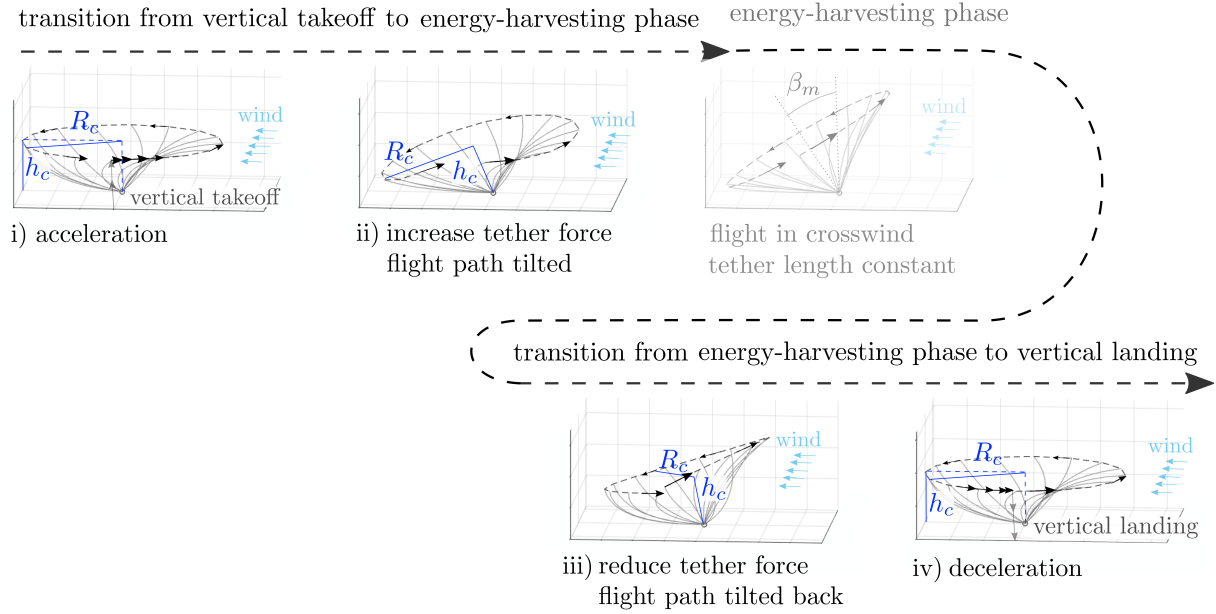 transition from vertical takeoff to energy-harvesting phase
energy-harvesting phase
R_c
h_c
wind
vertical takeoff
i) acceleration
R_c
h_c
wind
ii) increase tether force
flight path tilted
β_m
wind
flight in crosswind
tether length constant
transition from energy-harvesting phase to vertical landing
R_c
h_c
wind
iii) reduce tether force
flight path tilted back
R_c
h_c
wind
vertical landing
iv) deceleration